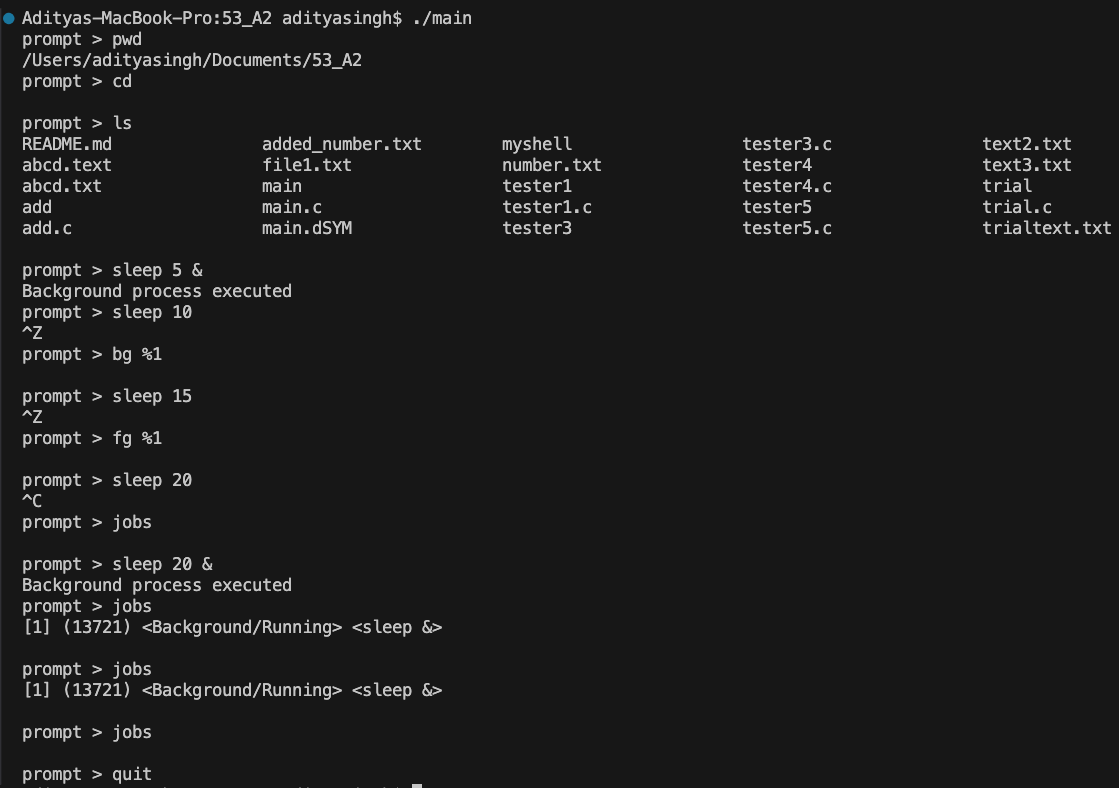 Adityas-MacBook-Pro:53_A2 adityasingh$ ./main
prompt > pwd
/Users/adityasingh/Documents/53_A2
prompt > cd
prompt > ls
README.md added_number.txt myshell tester3.c text2.txt
abcd.text file1.txt number.txt tester4 text3.txt
abcd.txt main tester1 tester4.c trial
add main.c tester1.c tester5 trial.c
add.c main.dSYM tester3 tester5.c trialtext.txt
prompt > sleep 5 &
Background process executed
prompt > sleep 10
^Z
prompt > bg %1
prompt > sleep 15
^Z
prompt > fg %1
prompt > sleep 20
^C
prompt > jobs
prompt > sleep 20 &
Background process executed
prompt > jobs
[1] (13721) <Background/Running> <sleep &>
prompt > jobs
[1] (13721) <Background/Running> <sleep &>
prompt > jobs
prompt > quit